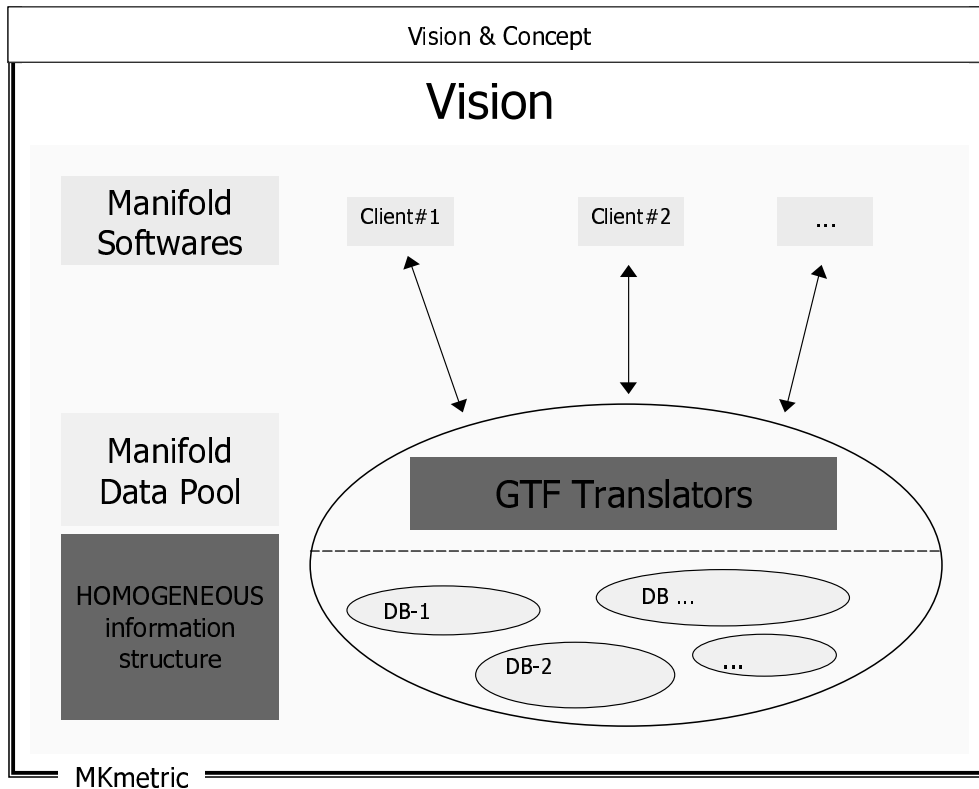 Vision & Concept
Vision
Manifold
Softwares
Client#1
Client#2
...
Manifold
Data Pool
GTF Translators
HOMOGENEOUS
information
structure
DB-1
DB ...
DB-2
...
MKmetric